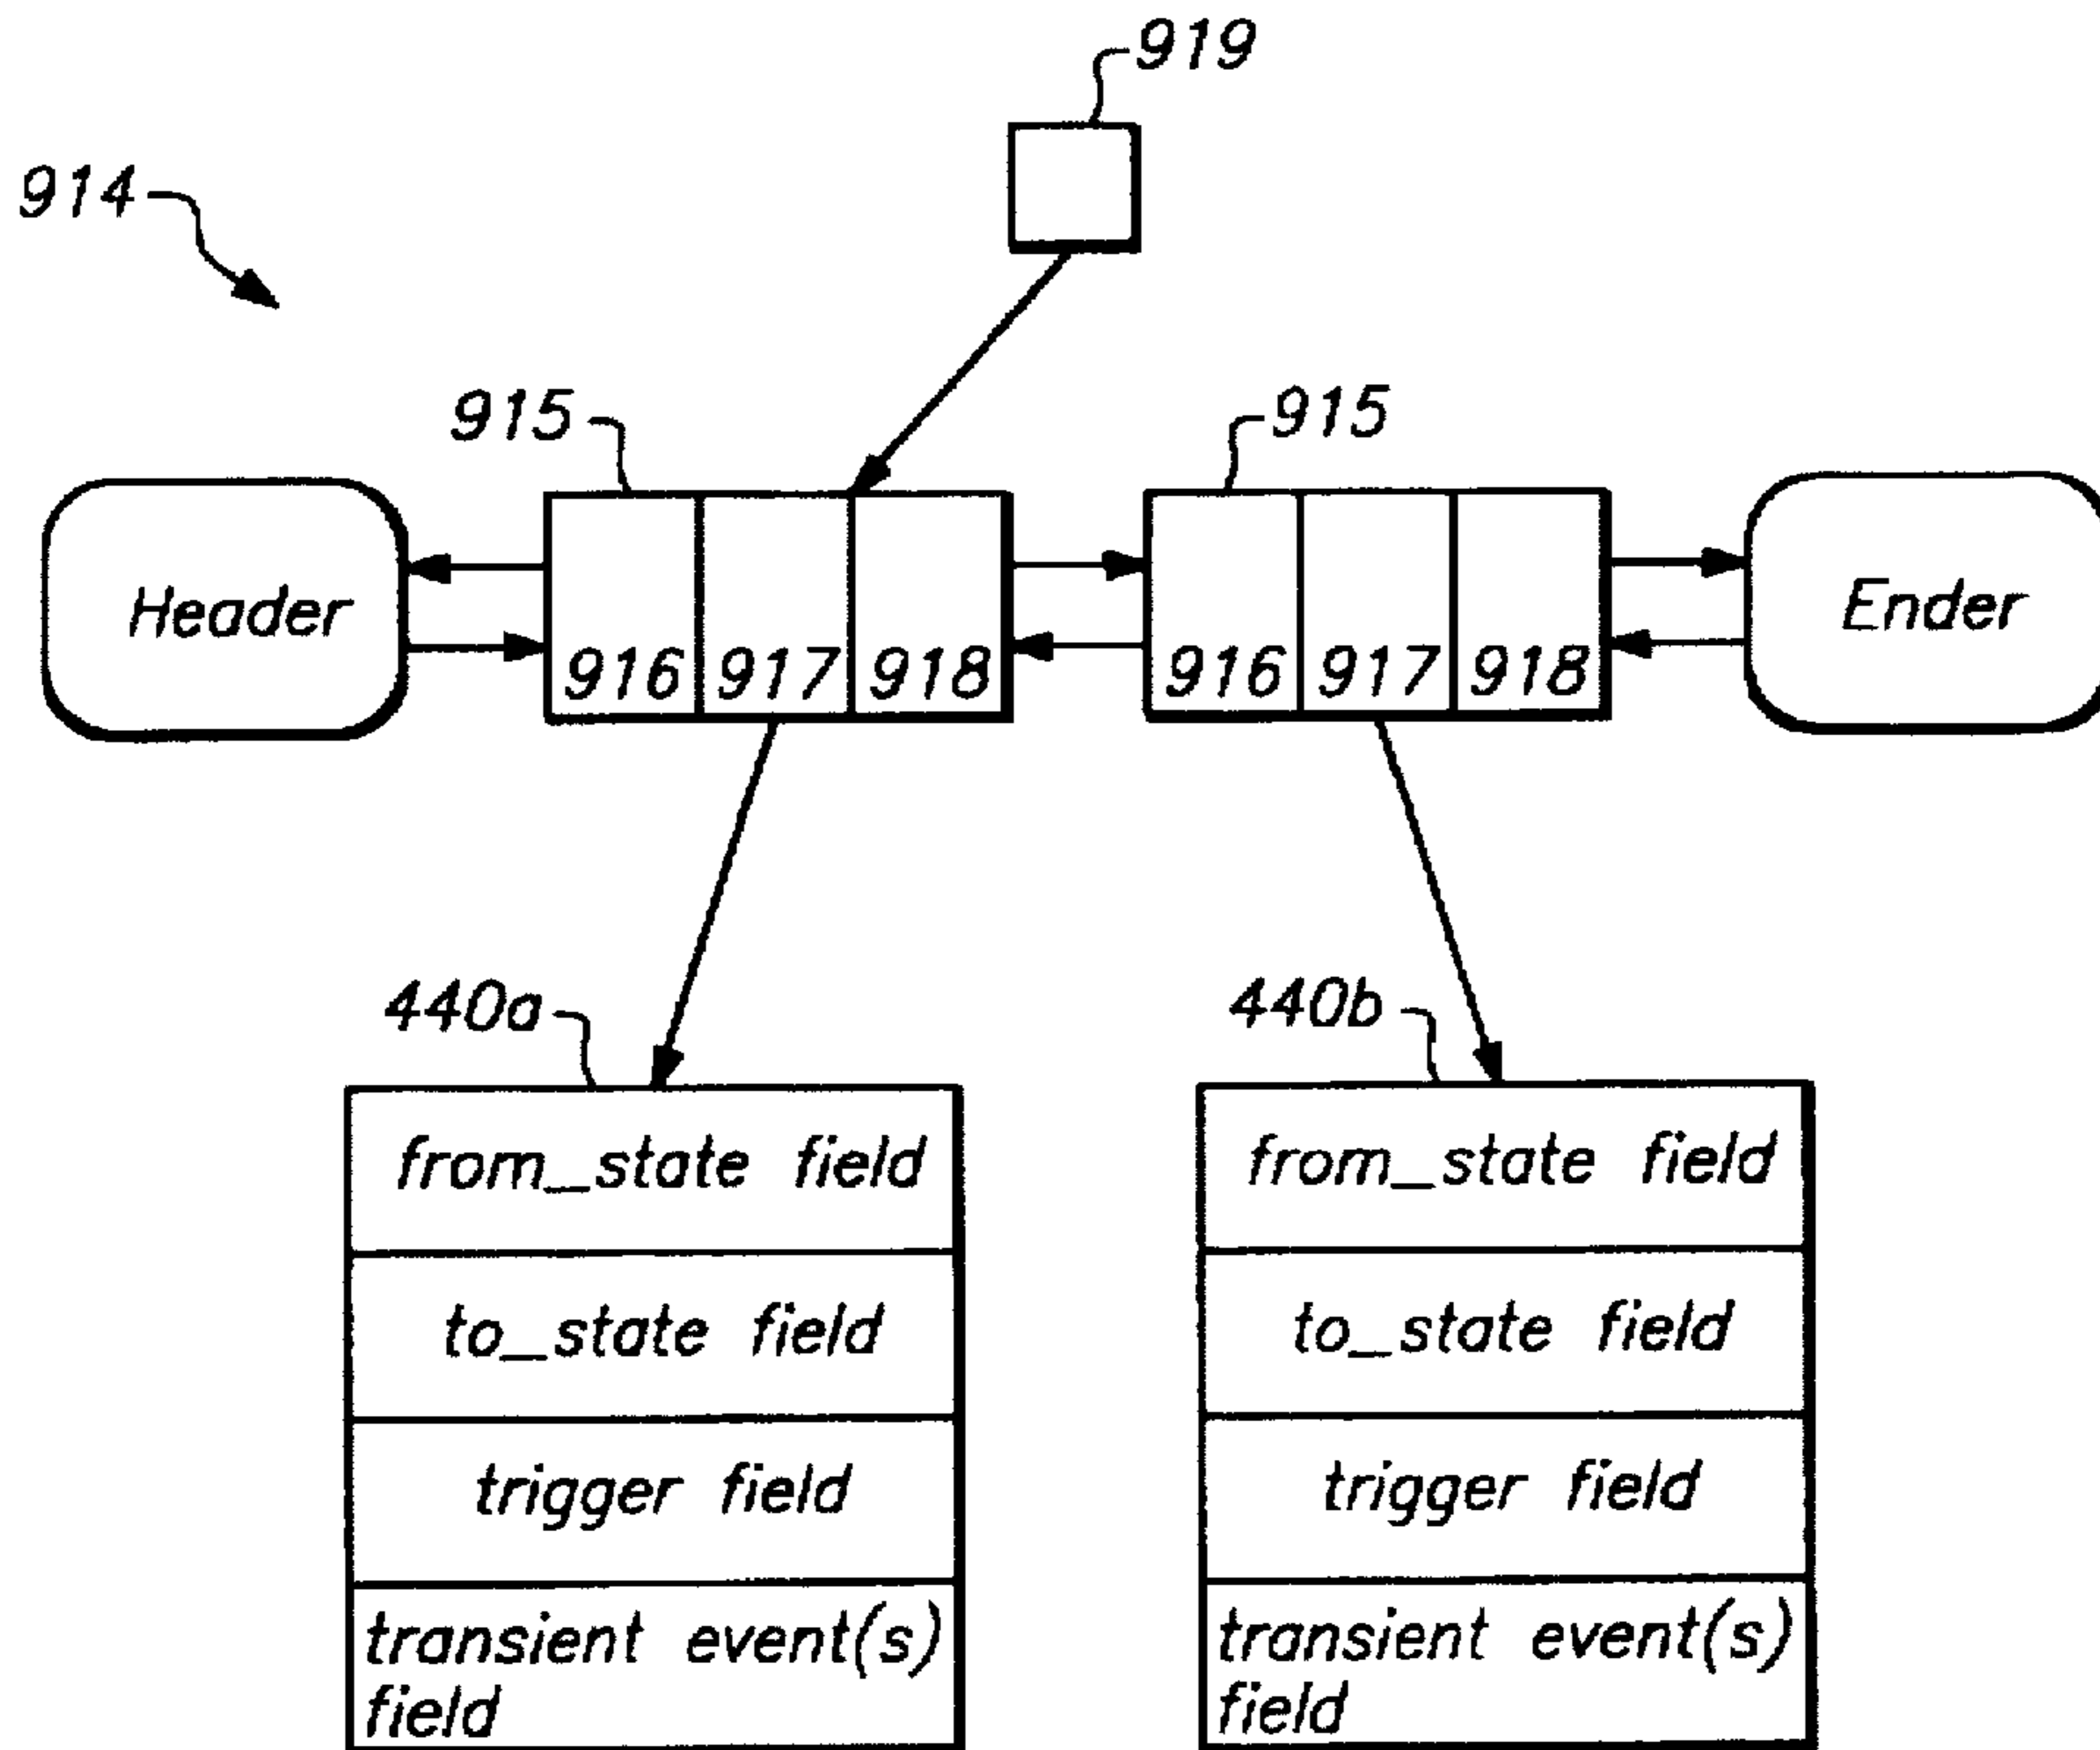 919
914
915
915
Header
916 917 918
916 917 918
Ender
440a
440b
from_state field
to_state field
trigger field
transient event(s)
field
from_state field
to_state field
trigger field
transient event(s)
field